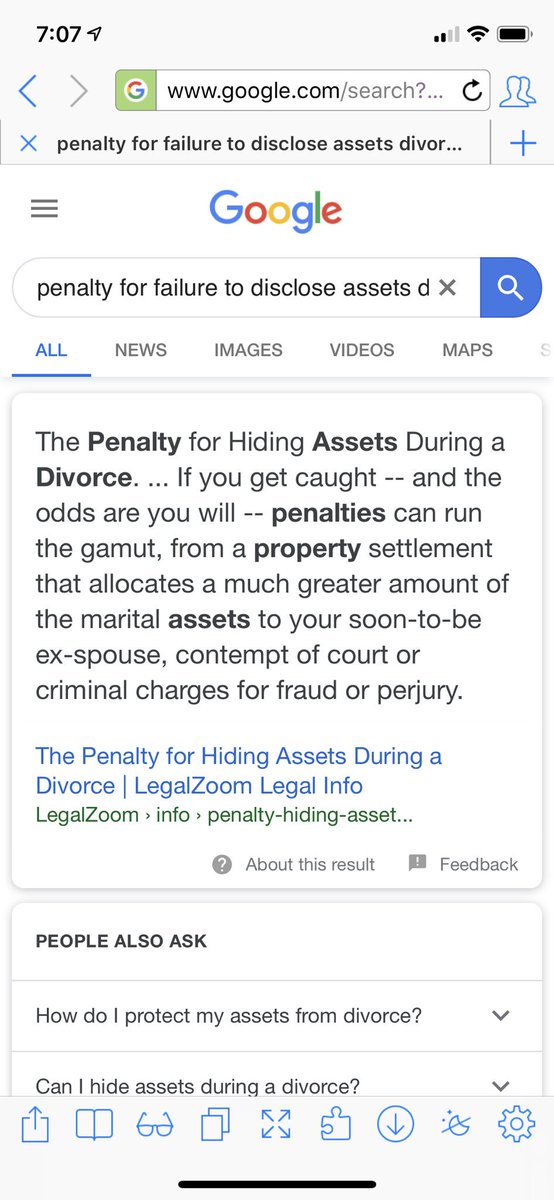 7:07
www.google.com/search?...
penalty for failure to disclose assets divor...
Google
penalty for failure to disclose assets d
ALL NEWS IMAGES VIDEOS MAPS
The Penalty for Hiding Assets During a
Divorce. ... If you get caught -- and the
odds are you will -- penalties can run
the gamut, from a property settlement
that allocates a much greater amount of
the marital assets to your soon-to-be
ex-spouse, contempt of court or
criminal charges for fraud or perjury.
The Penalty for Hiding Assets During a
Divorce | LegalZoom Legal Info
LegalZoom › info › penalty-hiding-asset...
About this result Feedback
PEOPLE ALSO ASK
How do I protect my assets from divorce?
Can I hide assets during a divorce?